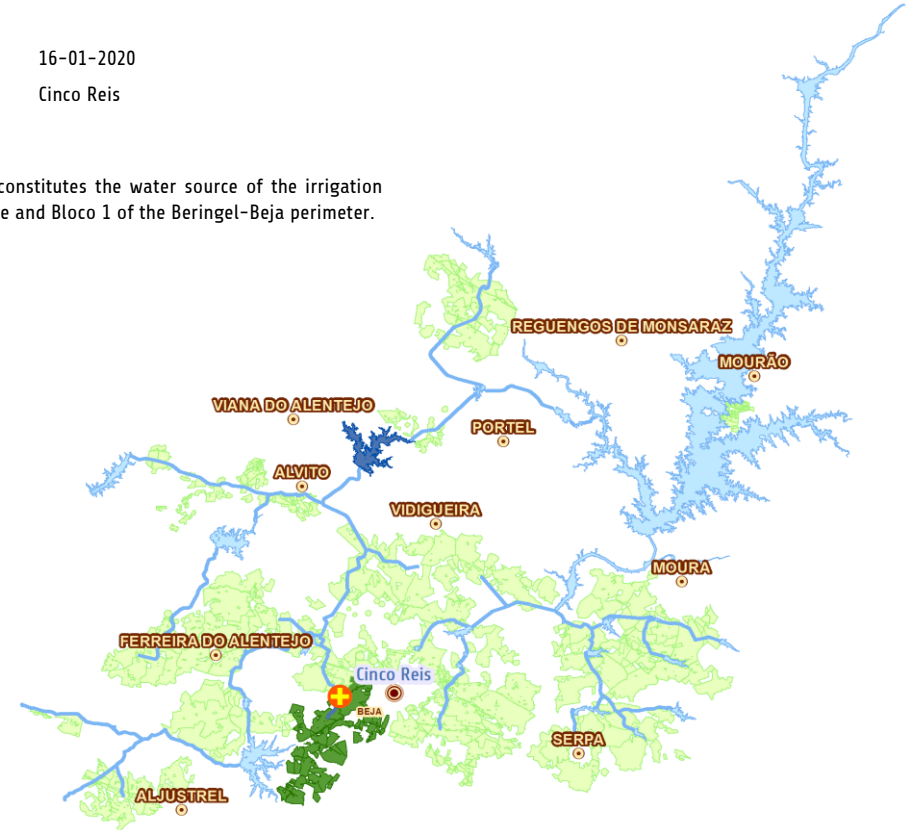 16-01-2020
Cinco Reis
constitutes the water source of the irrigation
e and Bloco 1 of the Beringel-Beja perimeter.
REGUENGOS DE MONSARAZ
MOURÃO
VIANA DO ALENTEJO
PORTEL
ALVITO
VIDIGUEIRA
MOURA
FERREIRA DO ALENTEJO
Cinco Reis
BEJA
SERPA
ALJUSTREL